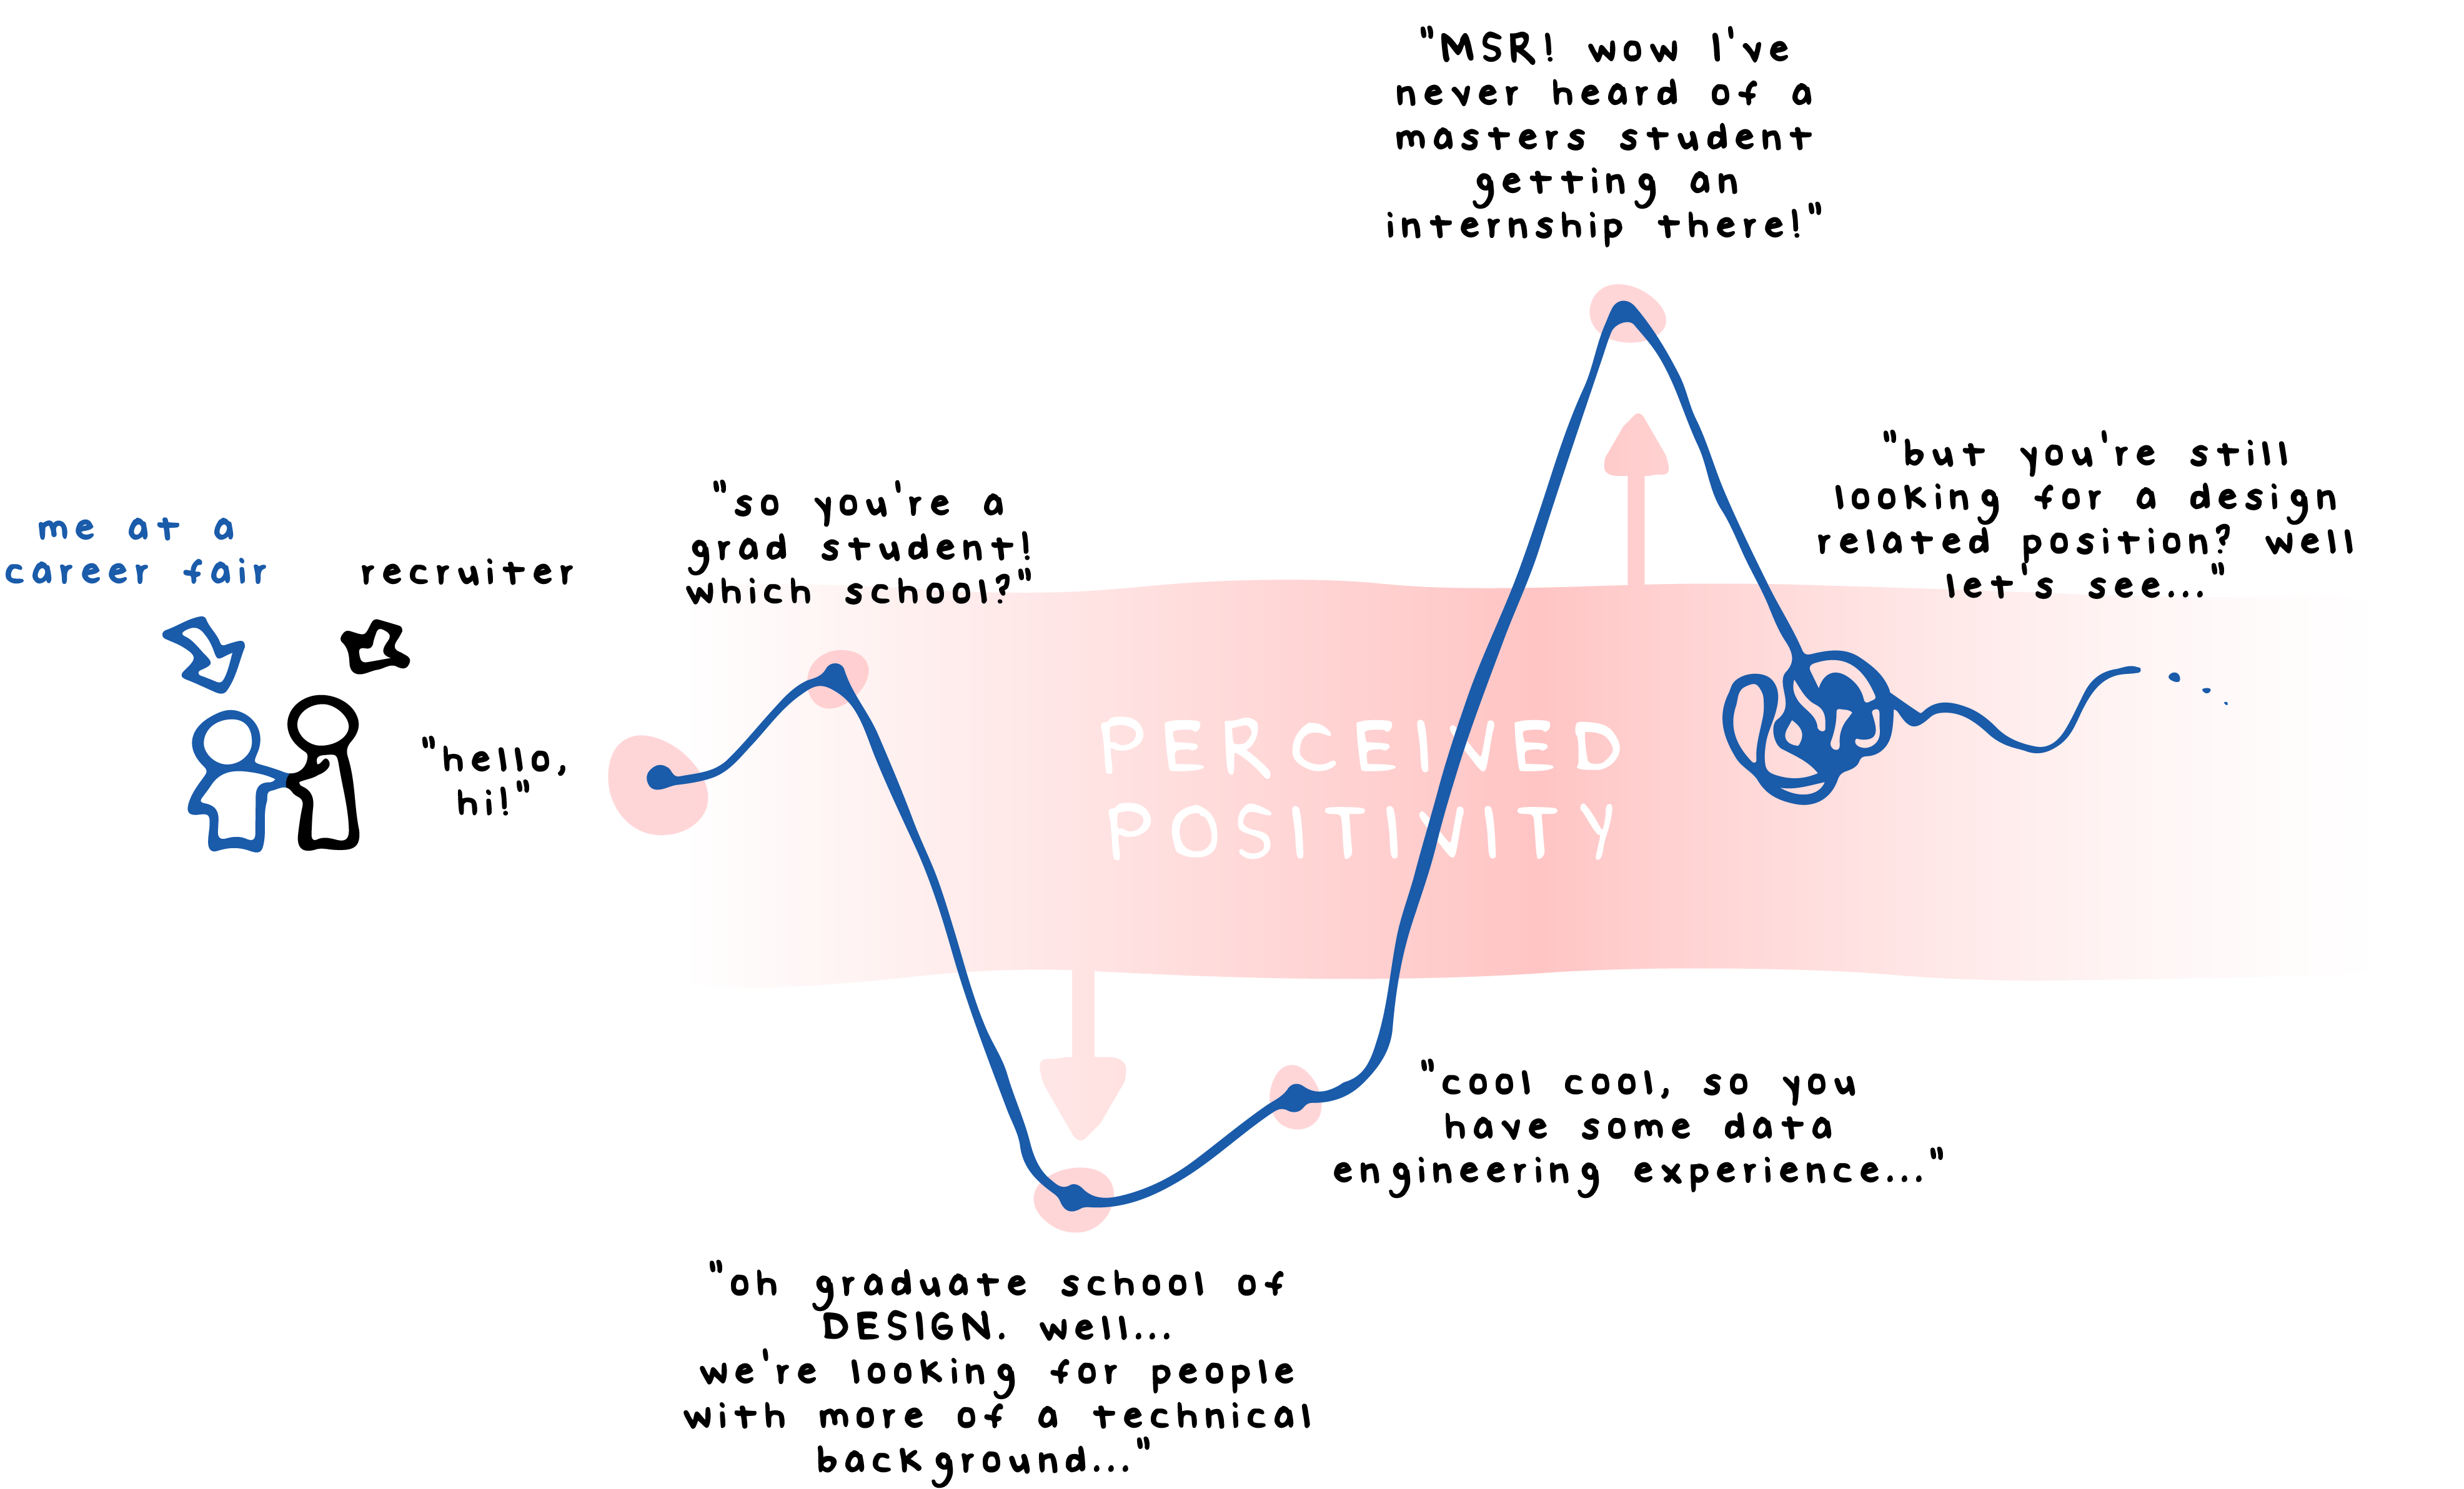 me at a
career fair
recruiter
"hello,
hi!"
"so you're a
grad student!
which school?"
"oh graduate school of
DESIGN. well...
we're looking for people
with more of a technical
background..."
"cool cool, so you
have some data
engineering experience..."
"MSR! wow I've
never heard of a
masters student
getting an
internship there!"
"but you're still
looking for a design
related position? well
let's see..."
PERCEIVED
POSITIVITY